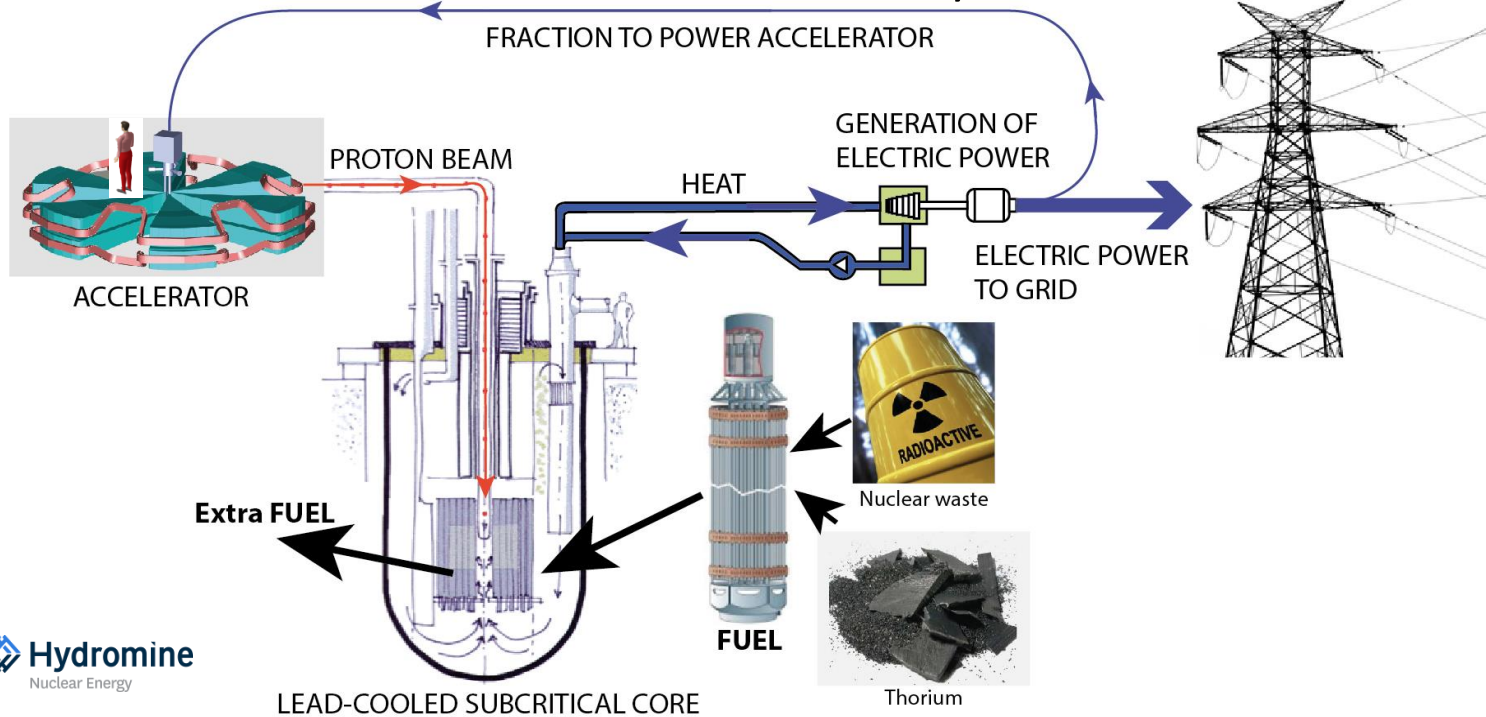 FRACTION TO POWER ACCELERATOR
GENERATION OF
ELECTRIC POWER
PROTON BEAM
HEAT
ELECTRIC POWER
TO GRID
ACCELERATOR
RADIOACTIVE
Nuclear waste
Extra FUEL
FUEL
Thorium
Hydromine
Nuclear Energy
LEAD-COOLED SUBCRITICAL CORE